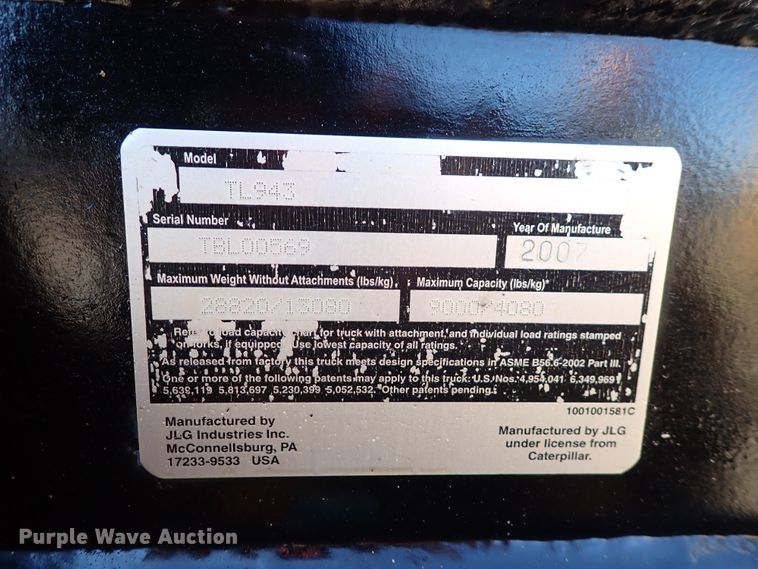 Model
TL943
Serial Number
TBL00569
Year Of Manufacture
2007
Maximum Weight Without Attachments (lbs/kg)
28820/13080
Maximum Capacity (lbs/kg)*
9000/4080
Refer to load capacity chart for truck with attachment, and individual load ratings stamped
on forks, if equipped. Use lowest capacity of all ratings.
As released from factory this truck meets design specifications in ASME B56.6-2002 Part III.
One or more of the following patents may apply to this truck: U.S. Nos. 4,954,041 6,349,969
5,639,119 5,813,697 5,230,399 5,052,532. Other patents pending.
1001001581C
Manufactured by
JLG Industries Inc.
McConnellsburg, PA
17233-9533 USA
Manufactured by JLG
under license from
Caterpillar.
Purple Wave Auction